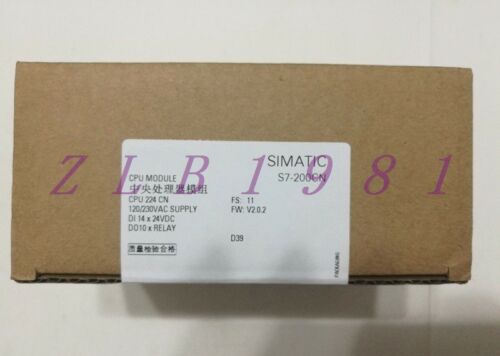 SIMATIC
S7-200CN
CPU MODULE
中央处理器模组
CPU 224 CN FS: 11
120/230VAC SUPPLY FW: V2.0.2
DI 14 x 24VDC
DO10 x RELAY
D39
质量检验合格
ZLB1981